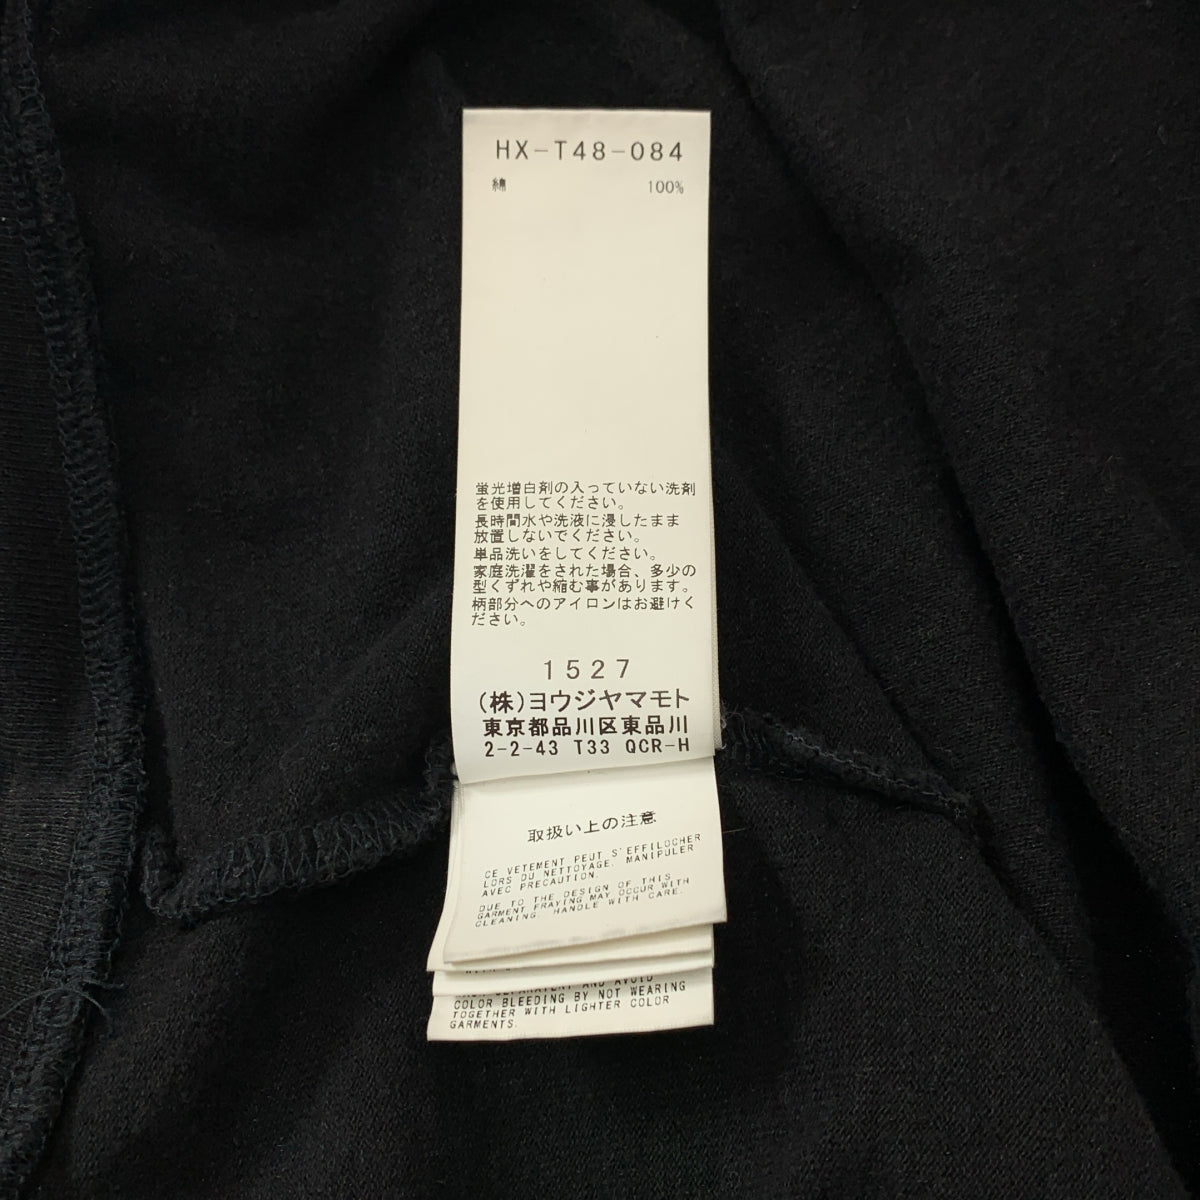 HX-T48-084
綿 100%
蛍光増白剤の入っていない洗剤
を使用してください。
長時間水や洗液に浸したまま
放置しないでください。
単品洗いをしてください。
家庭洗濯をされた場合、多少の
型くずれや縮む事があります。
柄部分へのアイロンはお避けく
ださい。
1527
(株)ヨウジヤマモト
東京都品川区東品川
2-2-43 T33 QCR-H
取扱い上の注意
CE VETEMENT PEUT S'EFFILOCHER
LORS DU NETTOYAGE. MANIPULER
AVEC PRECAUTION.
DUE TO THE DESIGN OF THIS
GARMENT FRAYING MAY OCCUR WITH
CLEANING. HANDLE WITH CARE.
AND AVOID
COLOR BLEEDING BY NOT WEARING
TOGETHER WITH LIGHTER COLOR
GARMENTS.